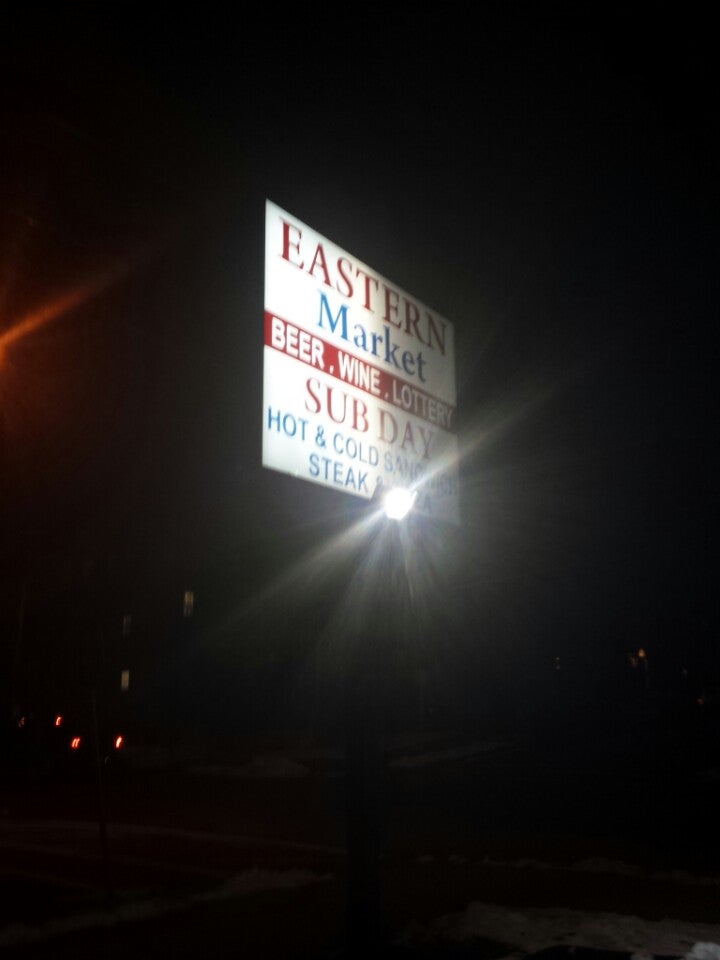 EASTERN
Market
BEER, WINE, LOTTERY
SUB DAY
HOT & COLD
STEAK &